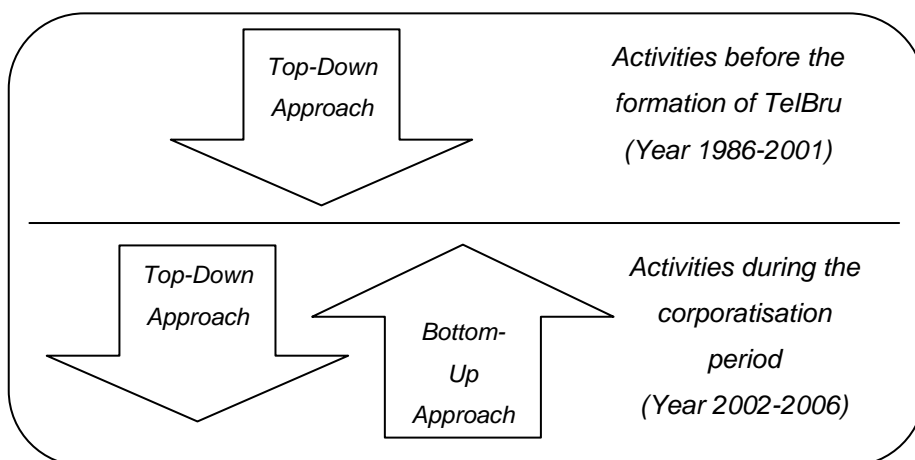 Top-Down
Approach
Activities before the
formation of TelBru
(Year 1986-2001)
Top-Down
Approach
Bottom-
Up
Approach
Activities during the
corporatisation
period
(Year 2002-2006)